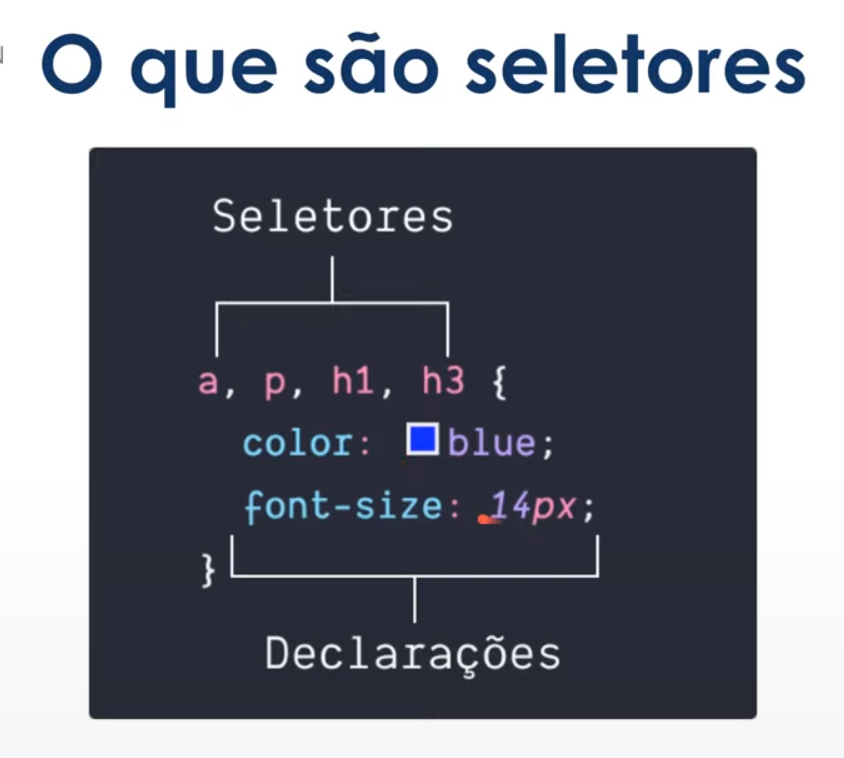 O que são seletores
Seletores
a, p, h1, h3 {
color: blue;
font-size: 14px;
}
Declarações